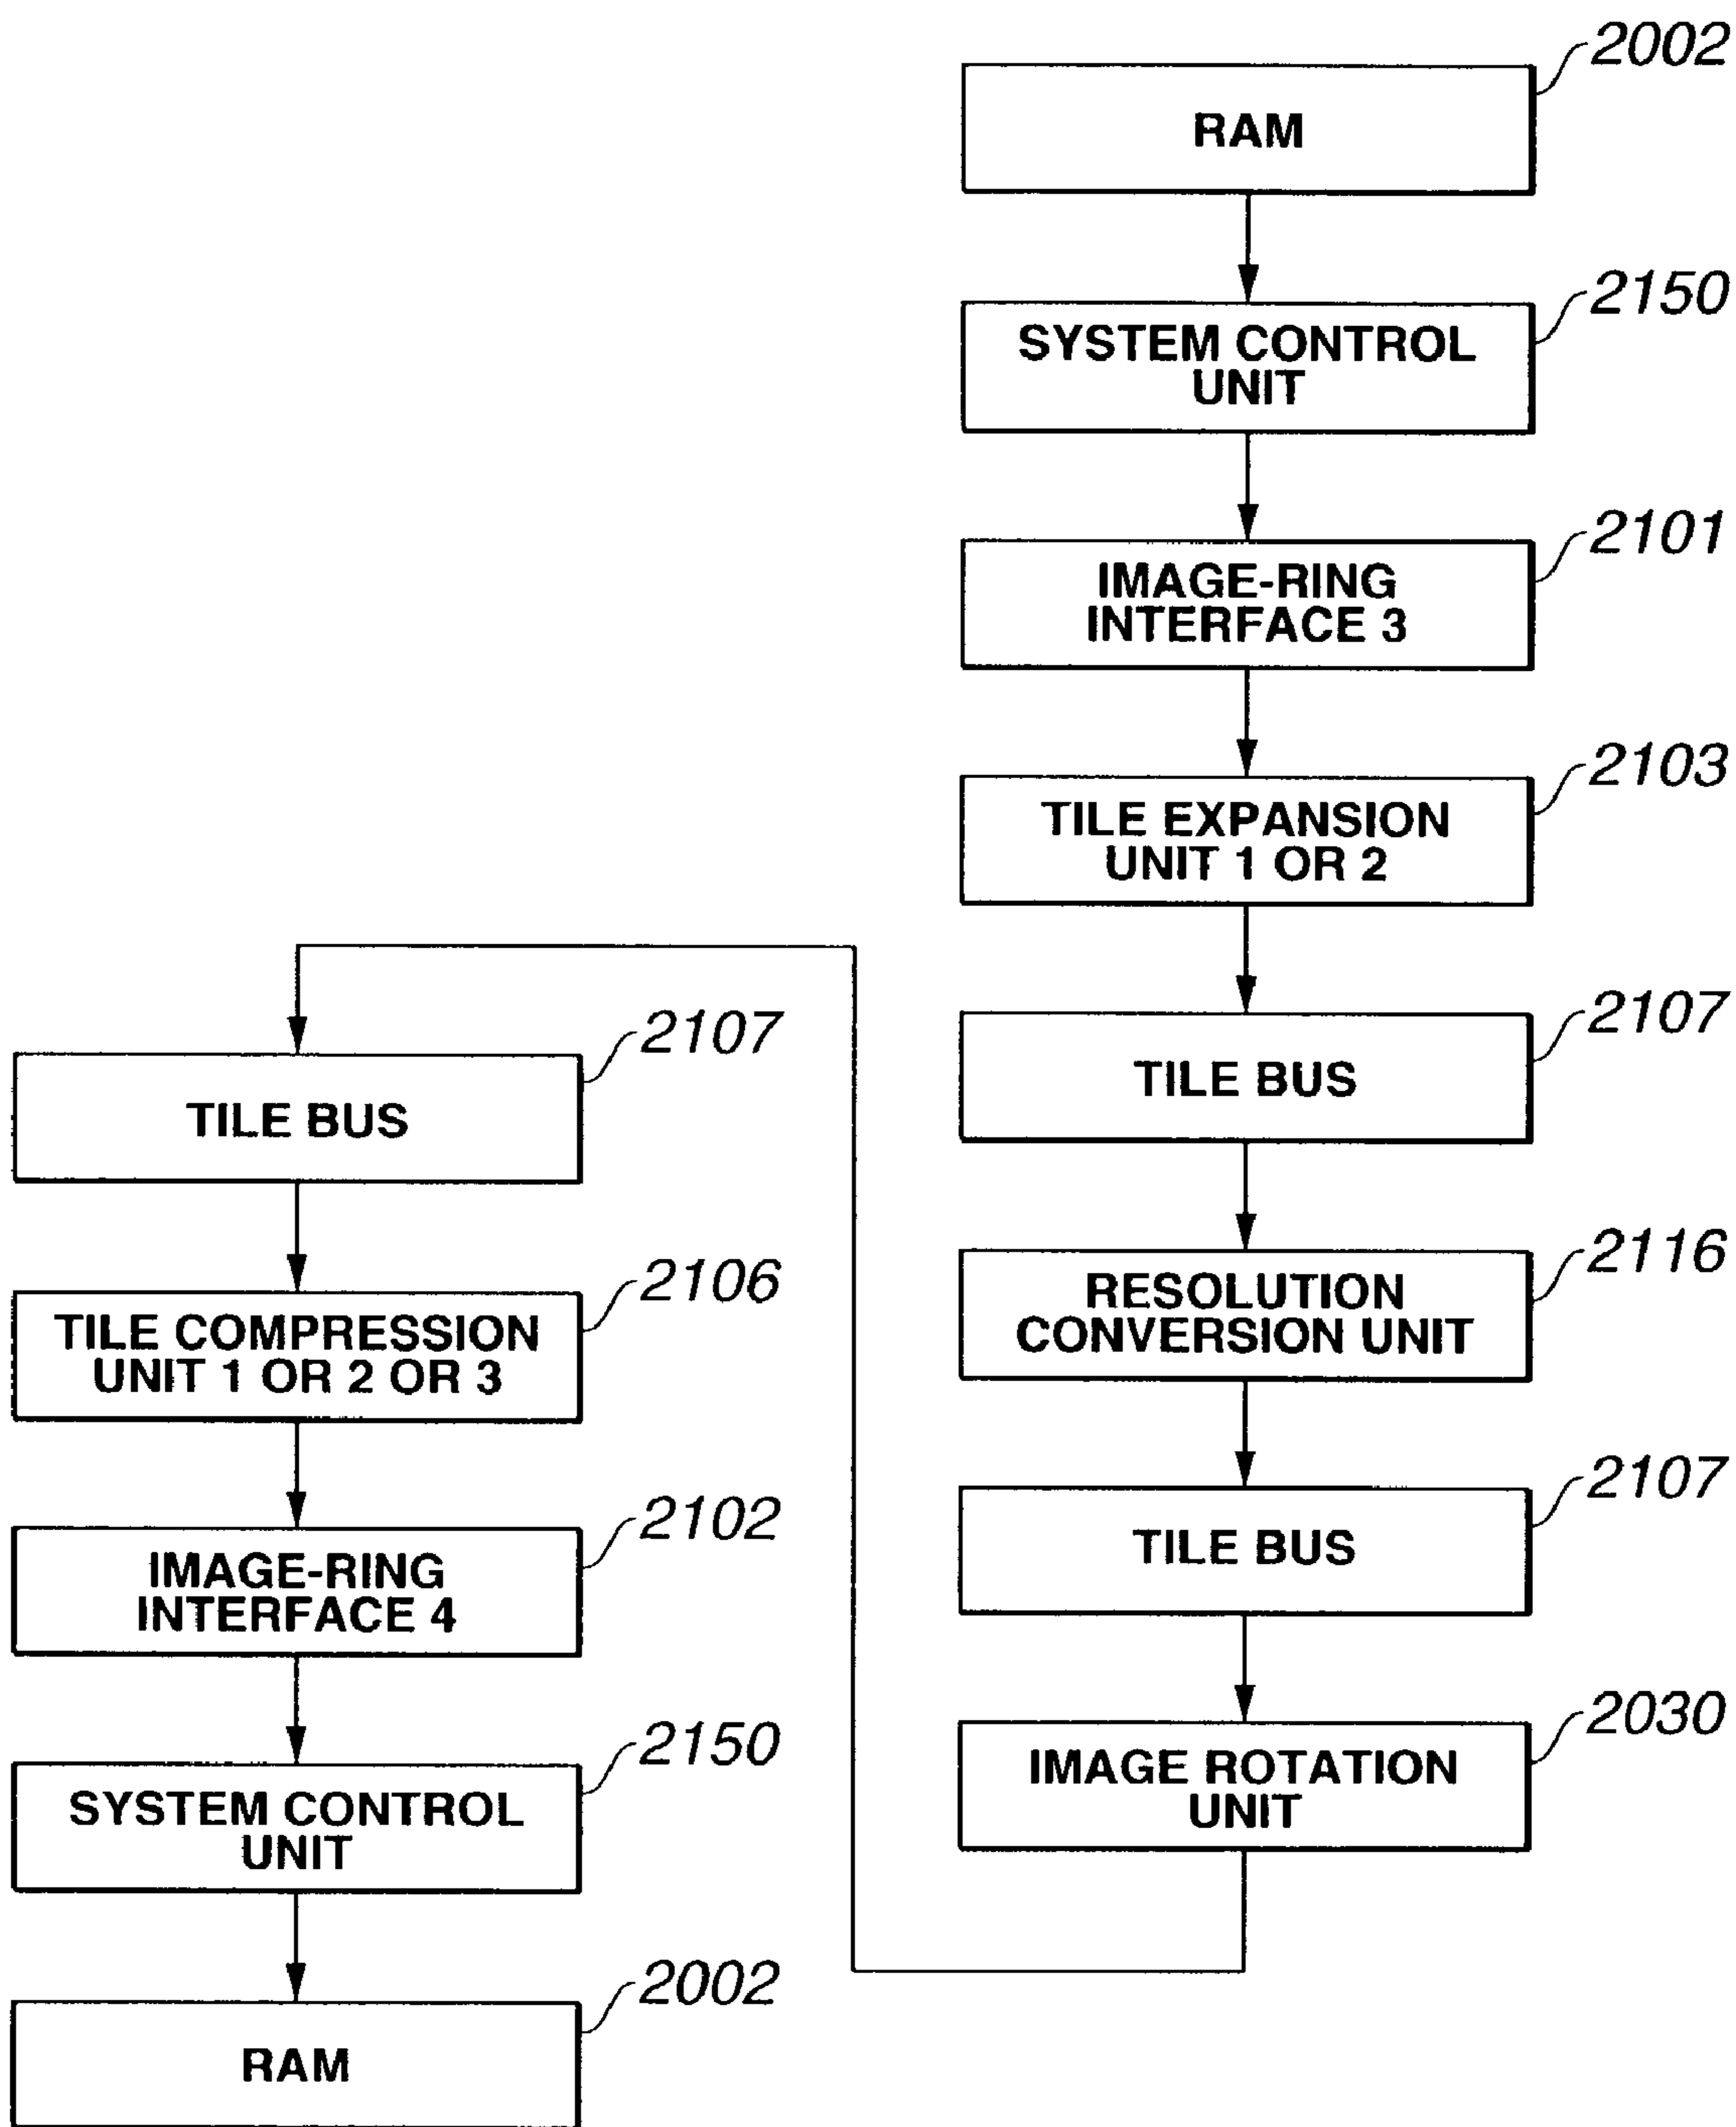 2002
RAM
2150
SYSTEM CONTROL
UNIT
2101
IMAGE-RING
INTERFACE 3
2103
TILE EXPANSION
UNIT 1 OR 2
2107
TILE BUS
2116
RESOLUTION
CONVERSION UNIT
2107
TILE BUS
2030
IMAGE ROTATION
UNIT
2107
TILE BUS
2106
TILE COMPRESSION
UNIT 1 OR 2 OR 3
2102
IMAGE-RING
INTERFACE 4
2150
SYSTEM CONTROL
UNIT
2002
RAM